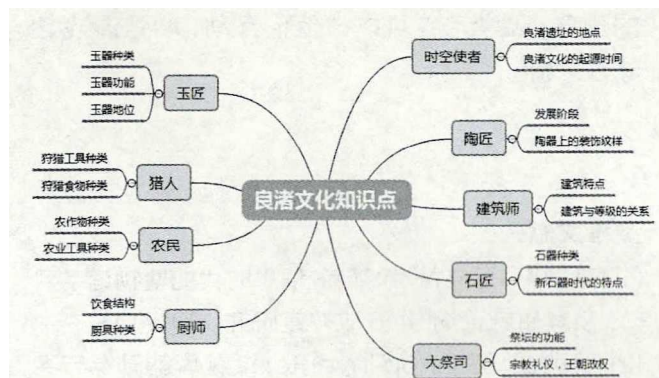 良渚文化知识点
玉匠
玉器种类
玉器功能
玉器地位
猎人
狩猎工具种类
狩猎食物种类
农民
农作物种类
农业工具种类
厨师
饮食结构
厨具种类
时空使者
良渚遗址的地点
良渚文化的起源时间
陶匠
发展阶段
陶器上的装饰纹样
建筑师
建筑特点
建筑与等级的关系
石匠
石器种类
新石器时代的特点
大祭司
祭坛的功能
宗教礼仪，王朝政权